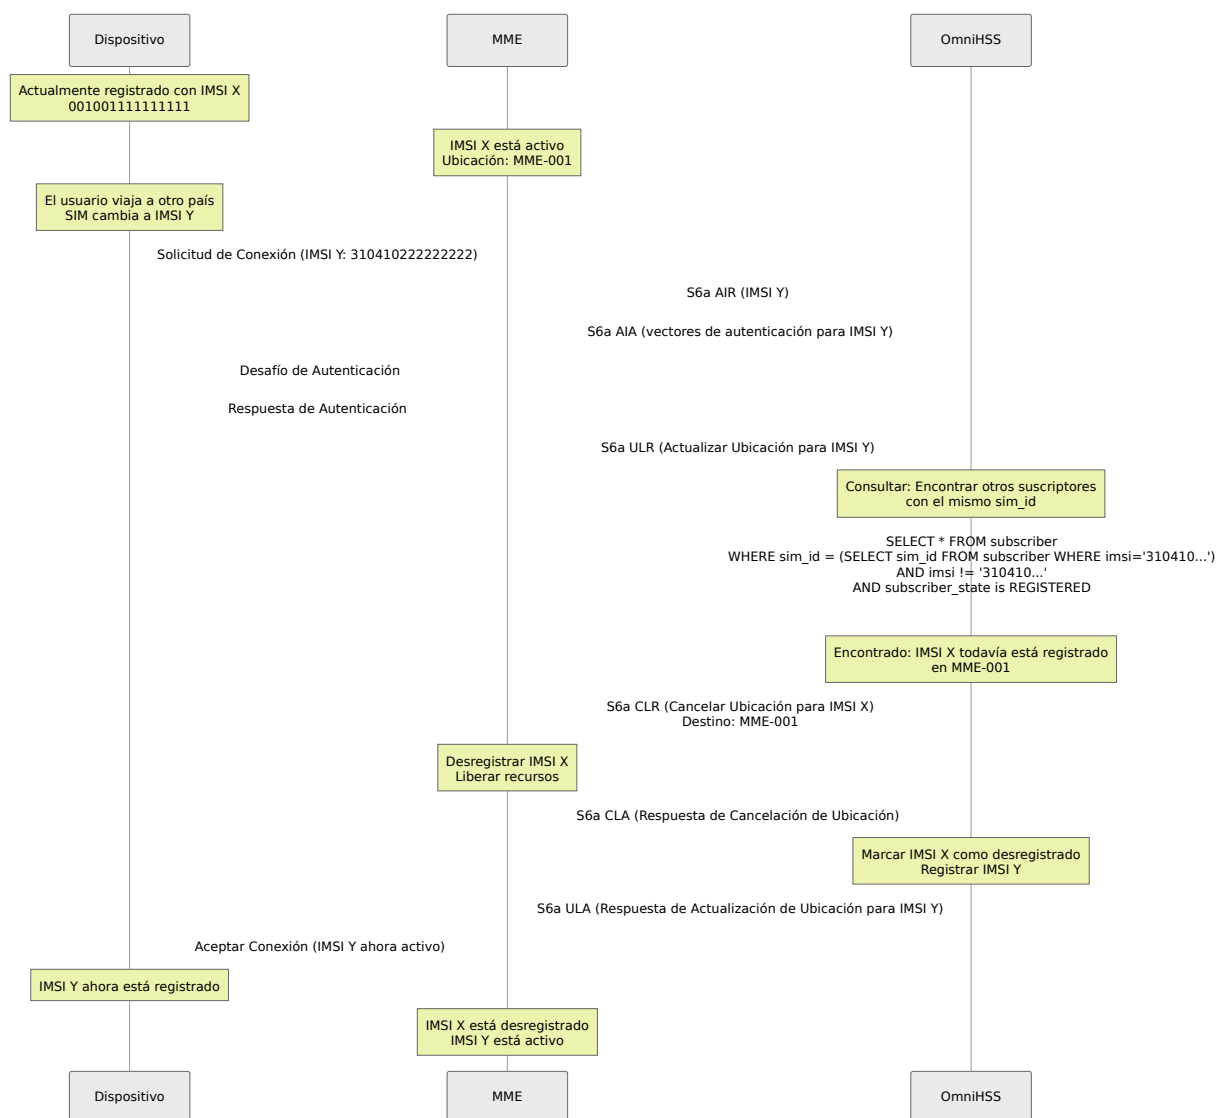 Dispositivo
MME
OmniHSS
Actualmente registrado con IMSI X
001001111111111
IMSI X está activo
Ubicación: MME-001
El usuario viaja a otro país
SIM cambia a IMSI Y
Solicitud de Conexión (IMSI Y: 310410222222222)
S6a AIR (IMSI Y)
S6a AIA (vectores de autenticación para IMSI Y)
Desafío de Autenticación
Respuesta de Autenticación
S6a ULR (Actualizar Ubicación para IMSI Y)
Consultar: Encontrar otros suscriptores
con el mismo sim_id
SELECT * FROM subscriber
WHERE sim_id = (SELECT sim_id FROM subscriber WHERE imsi='310410...')
AND imsi != '310410...'
AND subscriber_state is REGISTERED
Encontrado: IMSI X todavía está registrado
en MME-001
S6a CLR (Cancelar Ubicación para IMSI X)
Destino: MME-001
Desregistrar IMSI X
Liberar recursos
S6a CLA (Respuesta de Cancelación de Ubicación)
Marcar IMSI X como desregistrado
Registrar IMSI Y
S6a ULA (Respuesta de Actualización de Ubicación para IMSI Y)
Aceptar Conexión (IMSI Y ahora activo)
IMSI Y ahora está registrado
IMSI X está desregistrado
IMSI Y está activo
Dispositivo
MME
OmniHSS